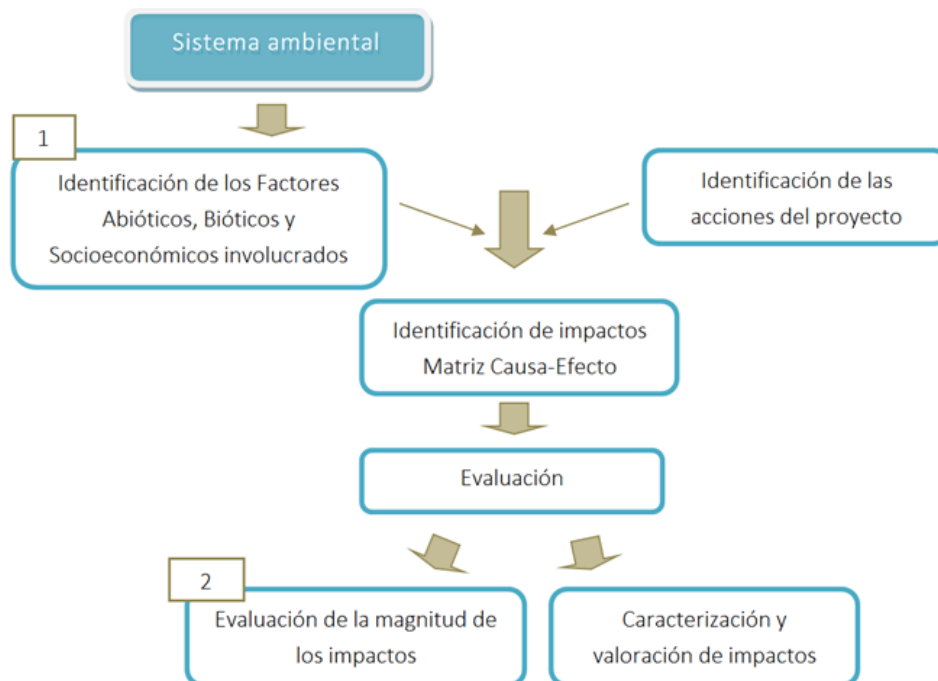 Sistema ambiental
1
Identificación de los Factores
Abióticos, Bióticos y
Socioeconómicos involucrados
Identificación de las
acciones del proyecto
Identificación de impactos
Matriz Causa-Efecto
Evaluación
2
Evaluación de la magnitud de
los impactos
Caracterización y
valoración de impactos